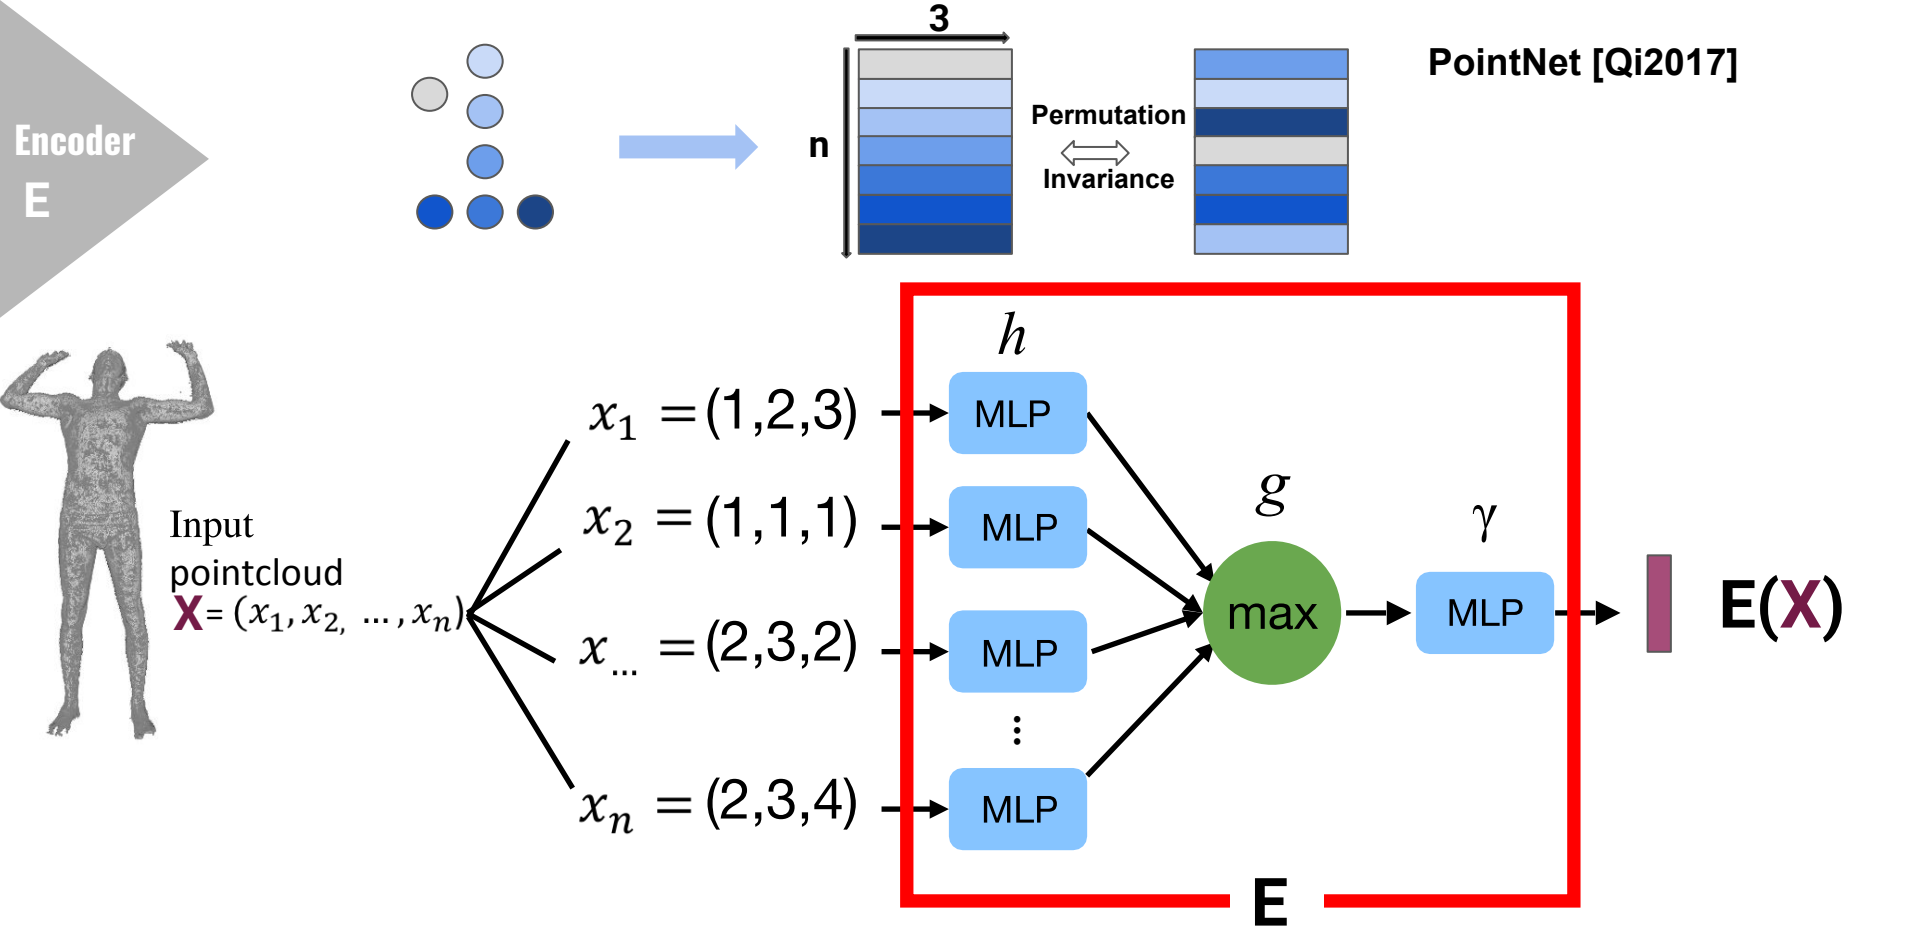 3
PointNet [Qi2017]
Encoder
E
n
Permutation
Invariance
h
x₁ = (1,2,3)
MLP
g
x₂ = (1,1,1)
MLP
γ
Input
pointcloud
X= (x₁, x₂, … , xₙ)
x… = (2,3,2)
MLP
max
MLP
E(X)
⋮
xₙ = (2,3,4)
MLP
E